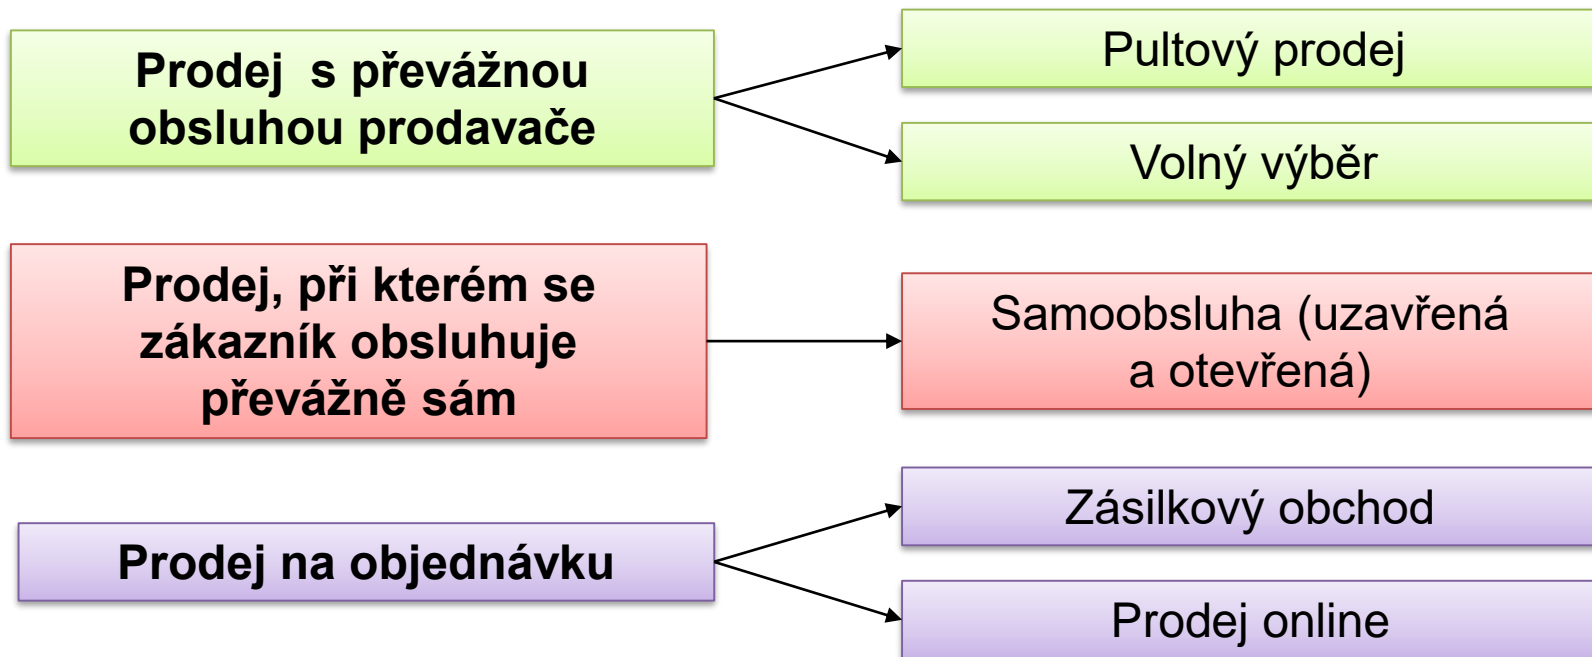 Prodej s převážnou
obsluhou prodavače
Pultový prodej
Volný výběr
Prodej, při kterém se
zákazník obsluhuje
převážně sám
Samoobsluha (uzavřená
a otevřená)
Prodej na objednávku
Zásilkový obchod
Prodej online